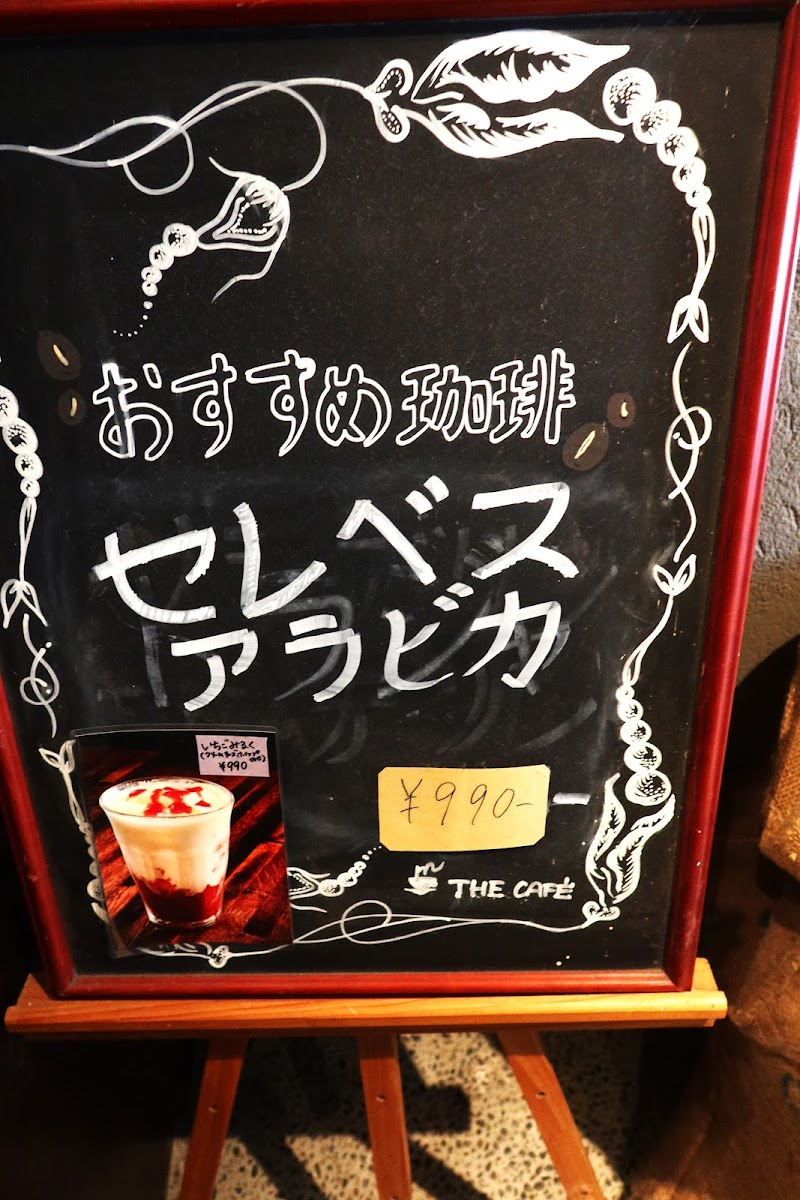 おすすめ珈琲
セレベス
アラビカ
いちごみるく
¥990
¥990-
THE CAFÉ